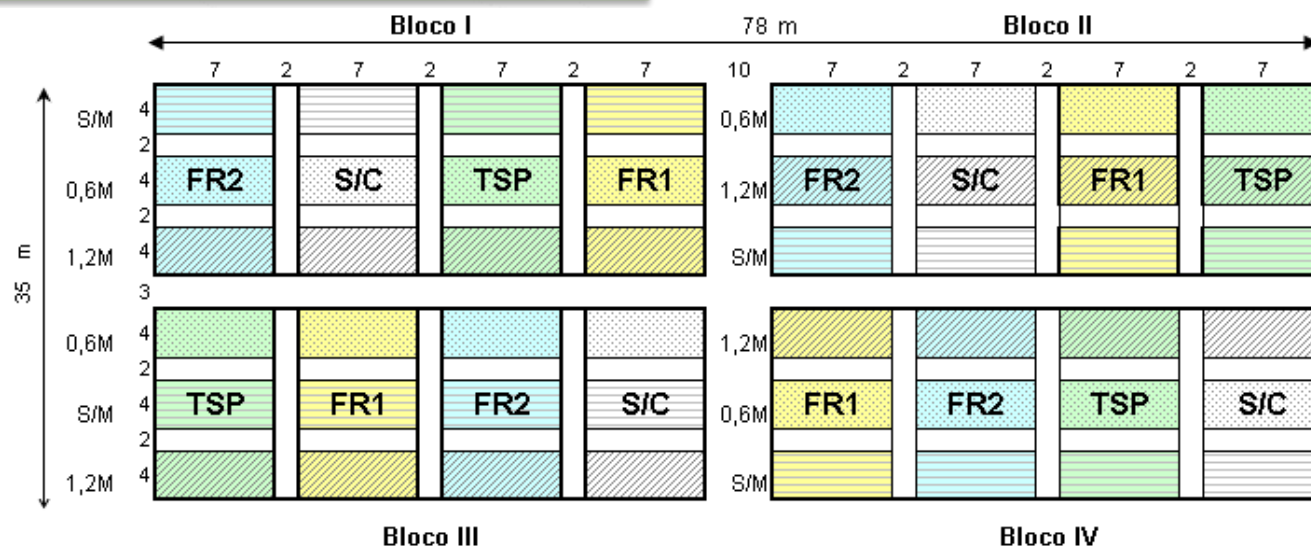 Bloco I 78 m Bloco II
7 2 7 2 7 2 7 10 7 2 7 2 7 2 7
S/M 4 0,6M
2
0,6M 4 FR2 S/C TSP FR1 1,2M FR2 S/C FR1 TSP
2
1,2M 4 S/M
35 m
3
0,6M 4 1,2M
2
S/M 4 TSP FR1 FR2 S/C 0,6M FR1 FR2 TSP S/C
2
1,2M 4 S/M
Bloco III Bloco IV